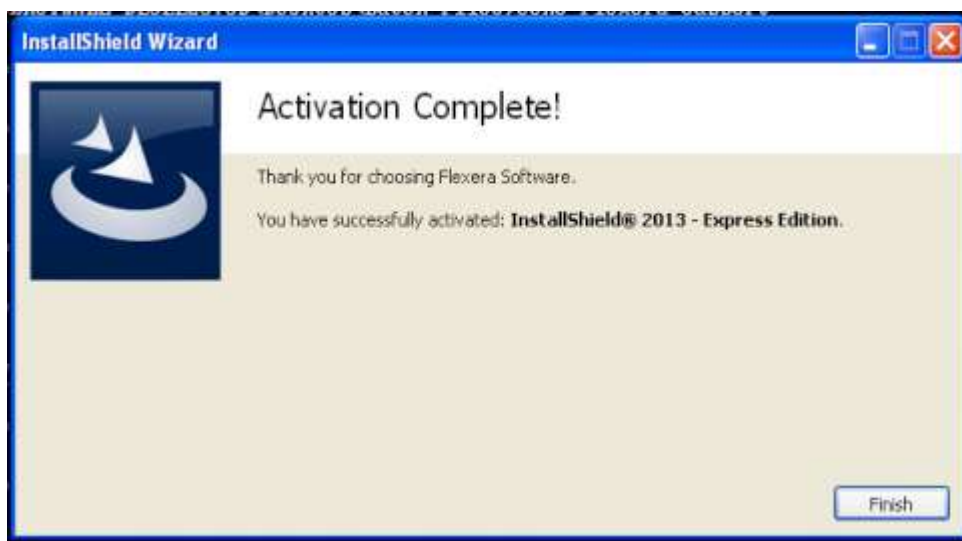 InstallShield Wizard
Activation Complete!
Thank you for choosing Flexera Software.
You have successfully activated: InstallShield® 2013 - Express Edition.
Finish